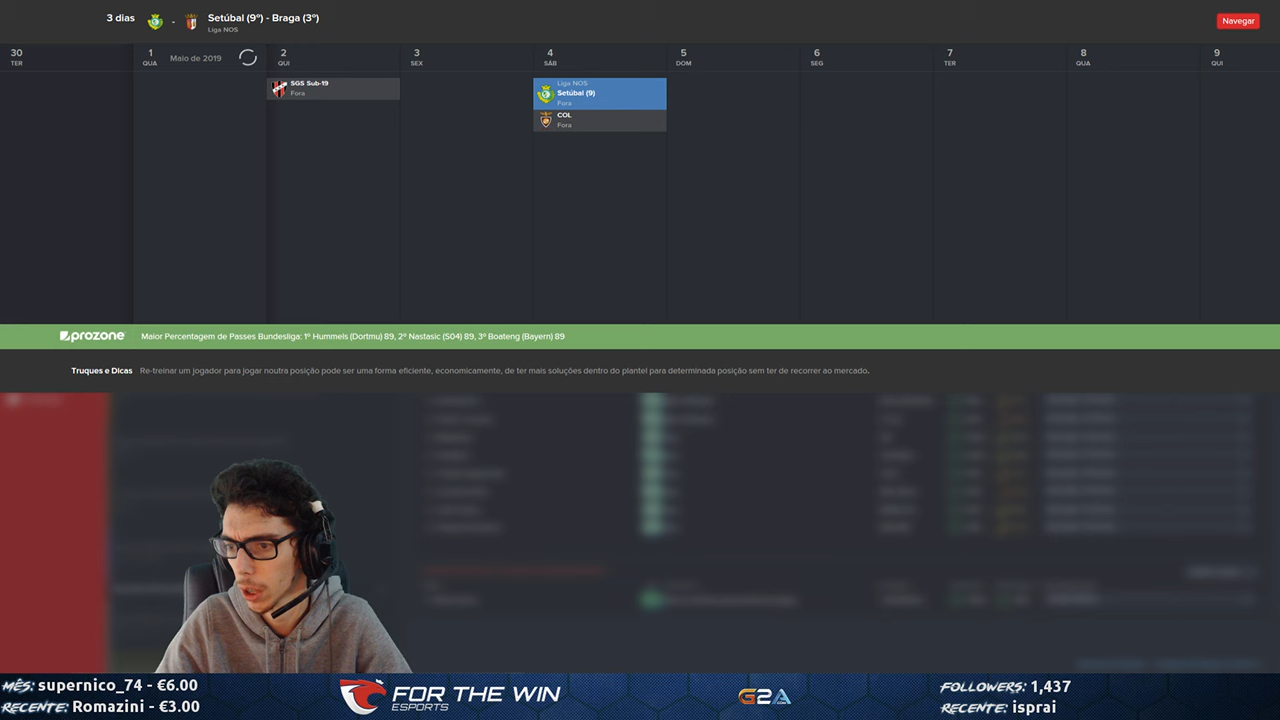 3 dias
-
Setúbal (9º) - Braga (3º)
Liga NOS
Navegar
30
TER
1
QUA
Maio de 2019
2
QUI
3
SEX
4
SÁB
5
DOM
6
SEG
7
TER
8
QUA
9
QUI
SGS Sub-19
Fora
Liga NOS
Setúbal (9)
Fora
COL
Fora
prozone
Maior Percentagem de Passes Bundesliga: 1º Hummels (Dortmu) 89, 2º Nastasic (S04) 89, 3º Boateng (Bayern) 89
Truques e Dicas
Re-treinar um jogador para jogar noutra posição pode ser uma forma eficiente, economicamente, de ter mais soluções dentro do plantel para determinada posição sem ter de recorrer ao mercado.
MÊS: supernico_74 - €6.00
RECENTE: Romazini - €3.00
FOR THE WIN
ESPORTS
G2A
.COM
FOLLOWERS: 1,437
RECENTE: isprai